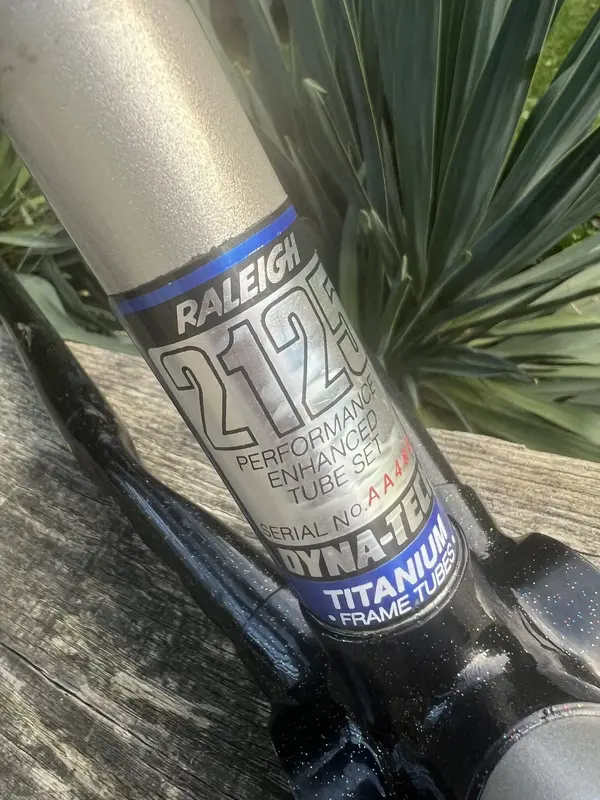 RALEIGH
2125
PERFORMANCE
ENHANCED
TUBE SET
SERIAL No.
DYNA-TECH
TITANIUM
• FRAME TUBES •